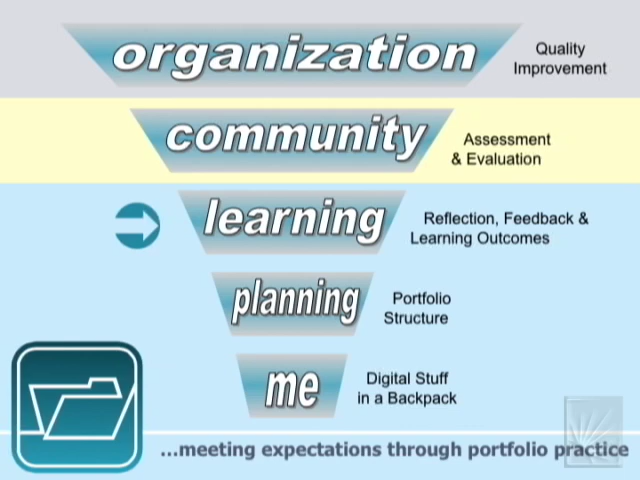 organization
Quality
Improvement
community
Assessment
& Evaluation
learning
Reflection, Feedback &
Learning Outcomes
planning
Portfolio
Structure
me
Digital Stuff
in a Backpack
...meeting expectations through portfolio practice